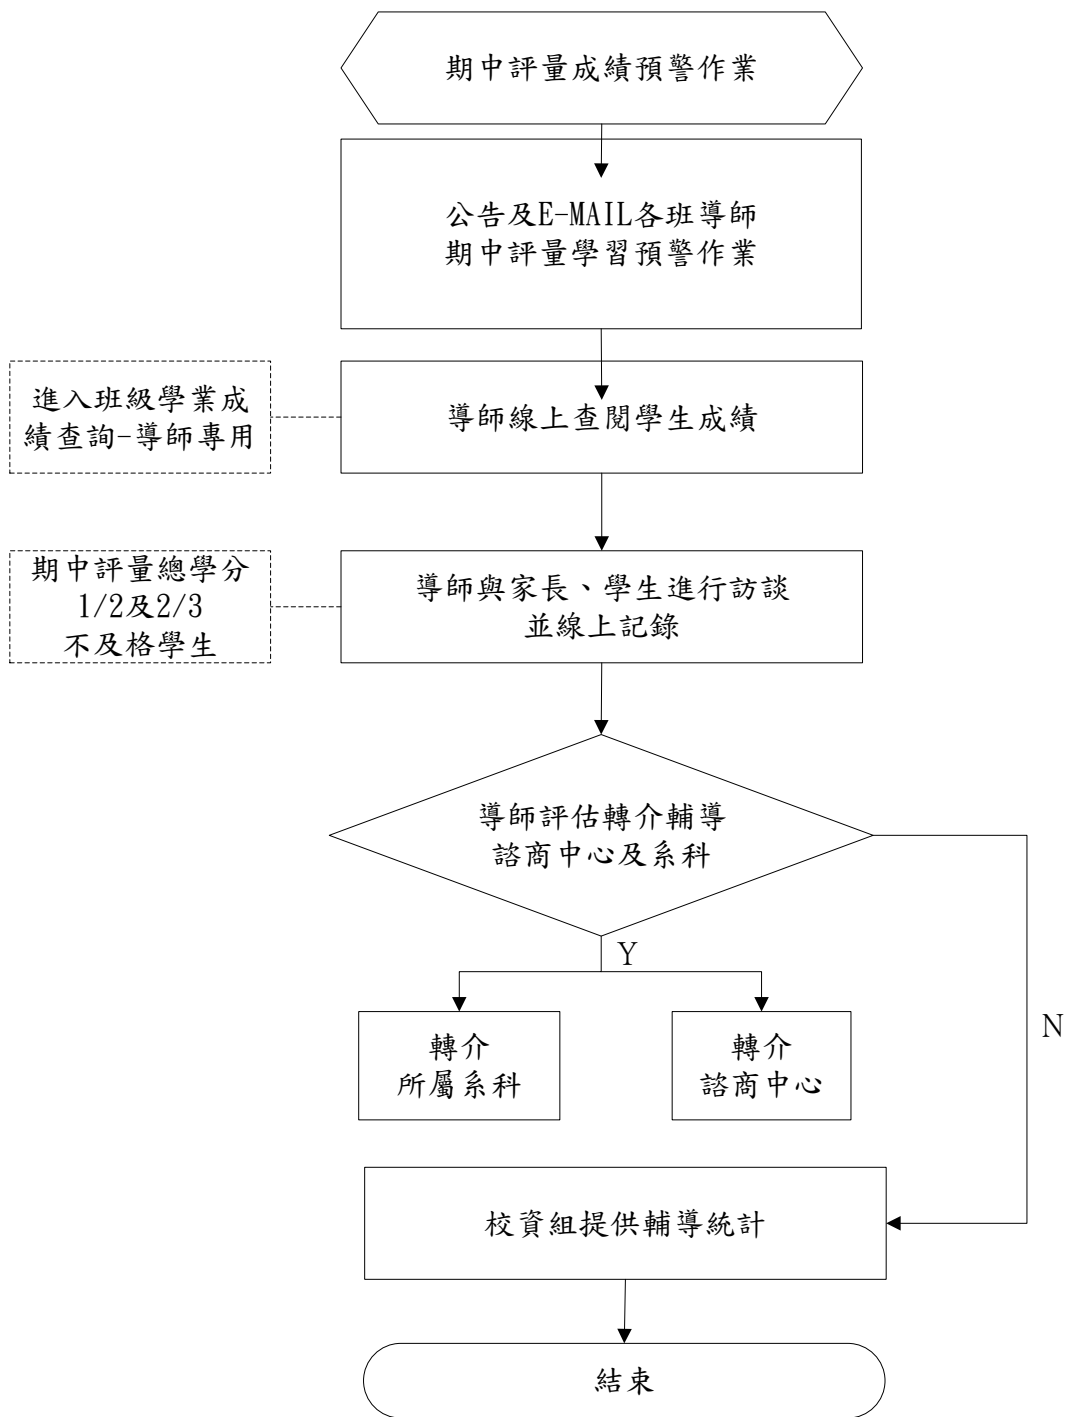 期中評量成績預警作業
公告及E-MAIL各班導師
期中評量學習預警作業
進入班級學業成
績查詢-導師專用
導師線上查閱學生成績
期中評量總學分
1/2及2/3
不及格學生
導師與家長、學生進行訪談
並線上記錄
導師評估轉介輔導
諮商中心及系科
Y
N
轉介
所屬系科
轉介
諮商中心
校資組提供輔導統計
結束